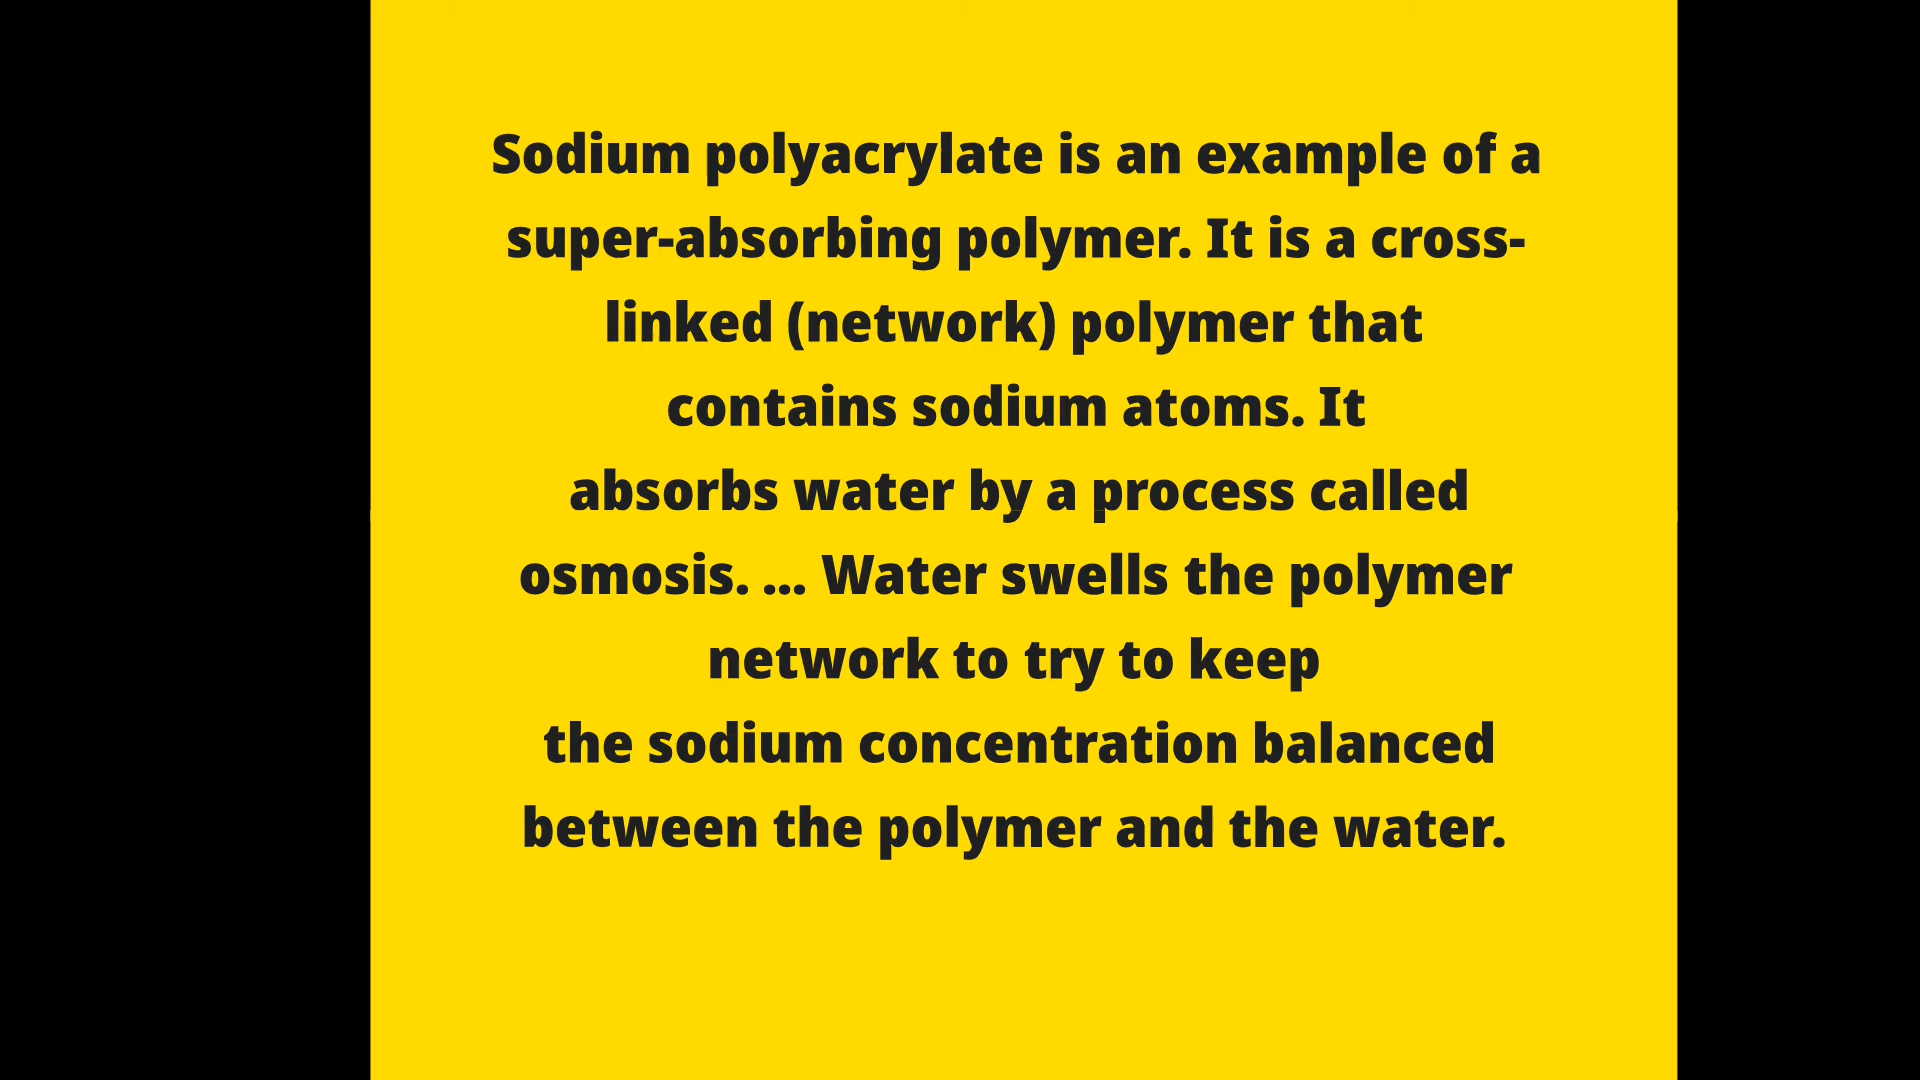 Sodium polyacrylate is an example of a
super-absorbing polymer. It is a cross-
linked (network) polymer that
contains sodium atoms. It
absorbs water by a process called
osmosis. ... Water swells the polymer
network to try to keep
the sodium concentration balanced
between the polymer and the water.